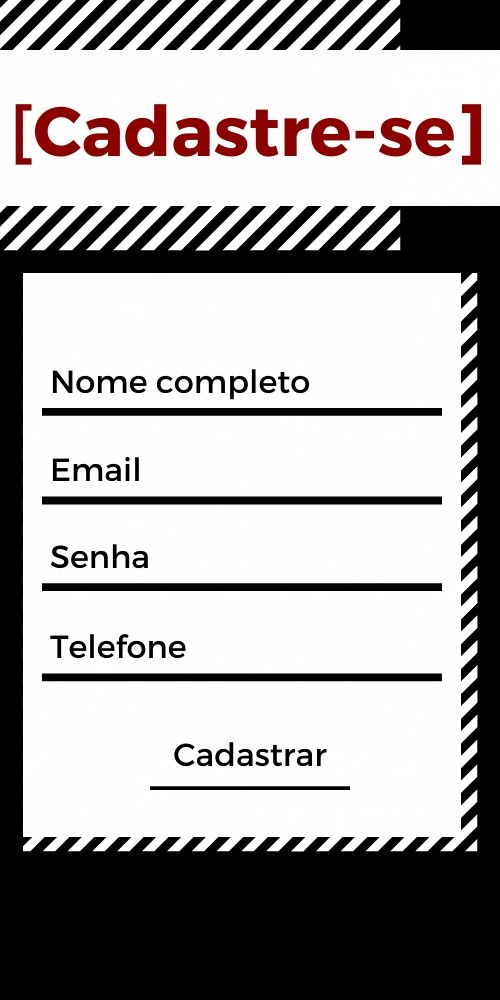 [Cadastre-se]
Nome completo
Email
Senha
Telefone
Cadastrar